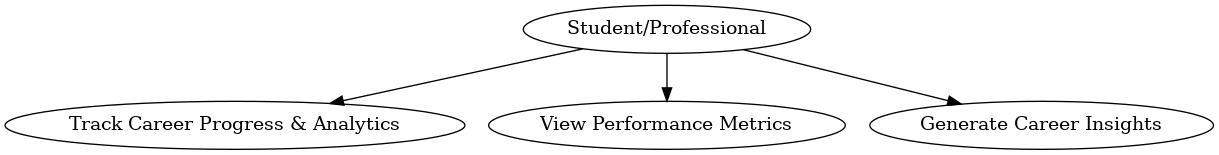 Student/Professional
Track Career Progress & Analytics
View Performance Metrics
Generate Career Insights